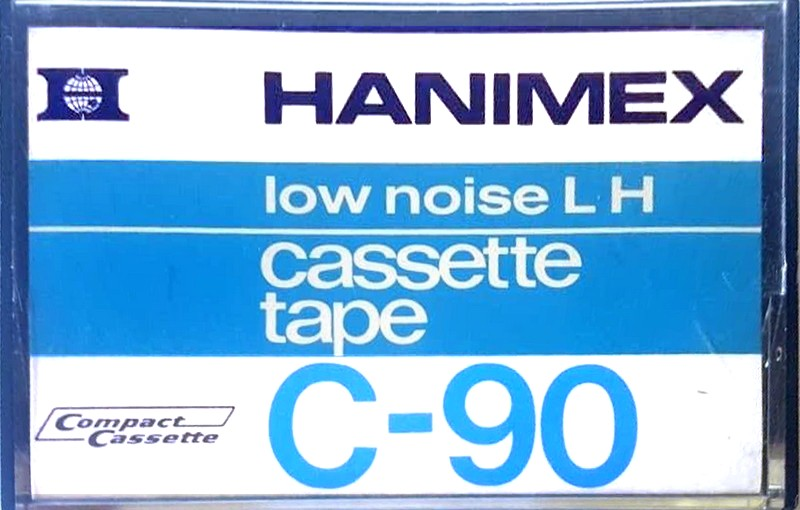 HANIMEX
low noise L H
cassette
tape
C-90
Compact
Cassette